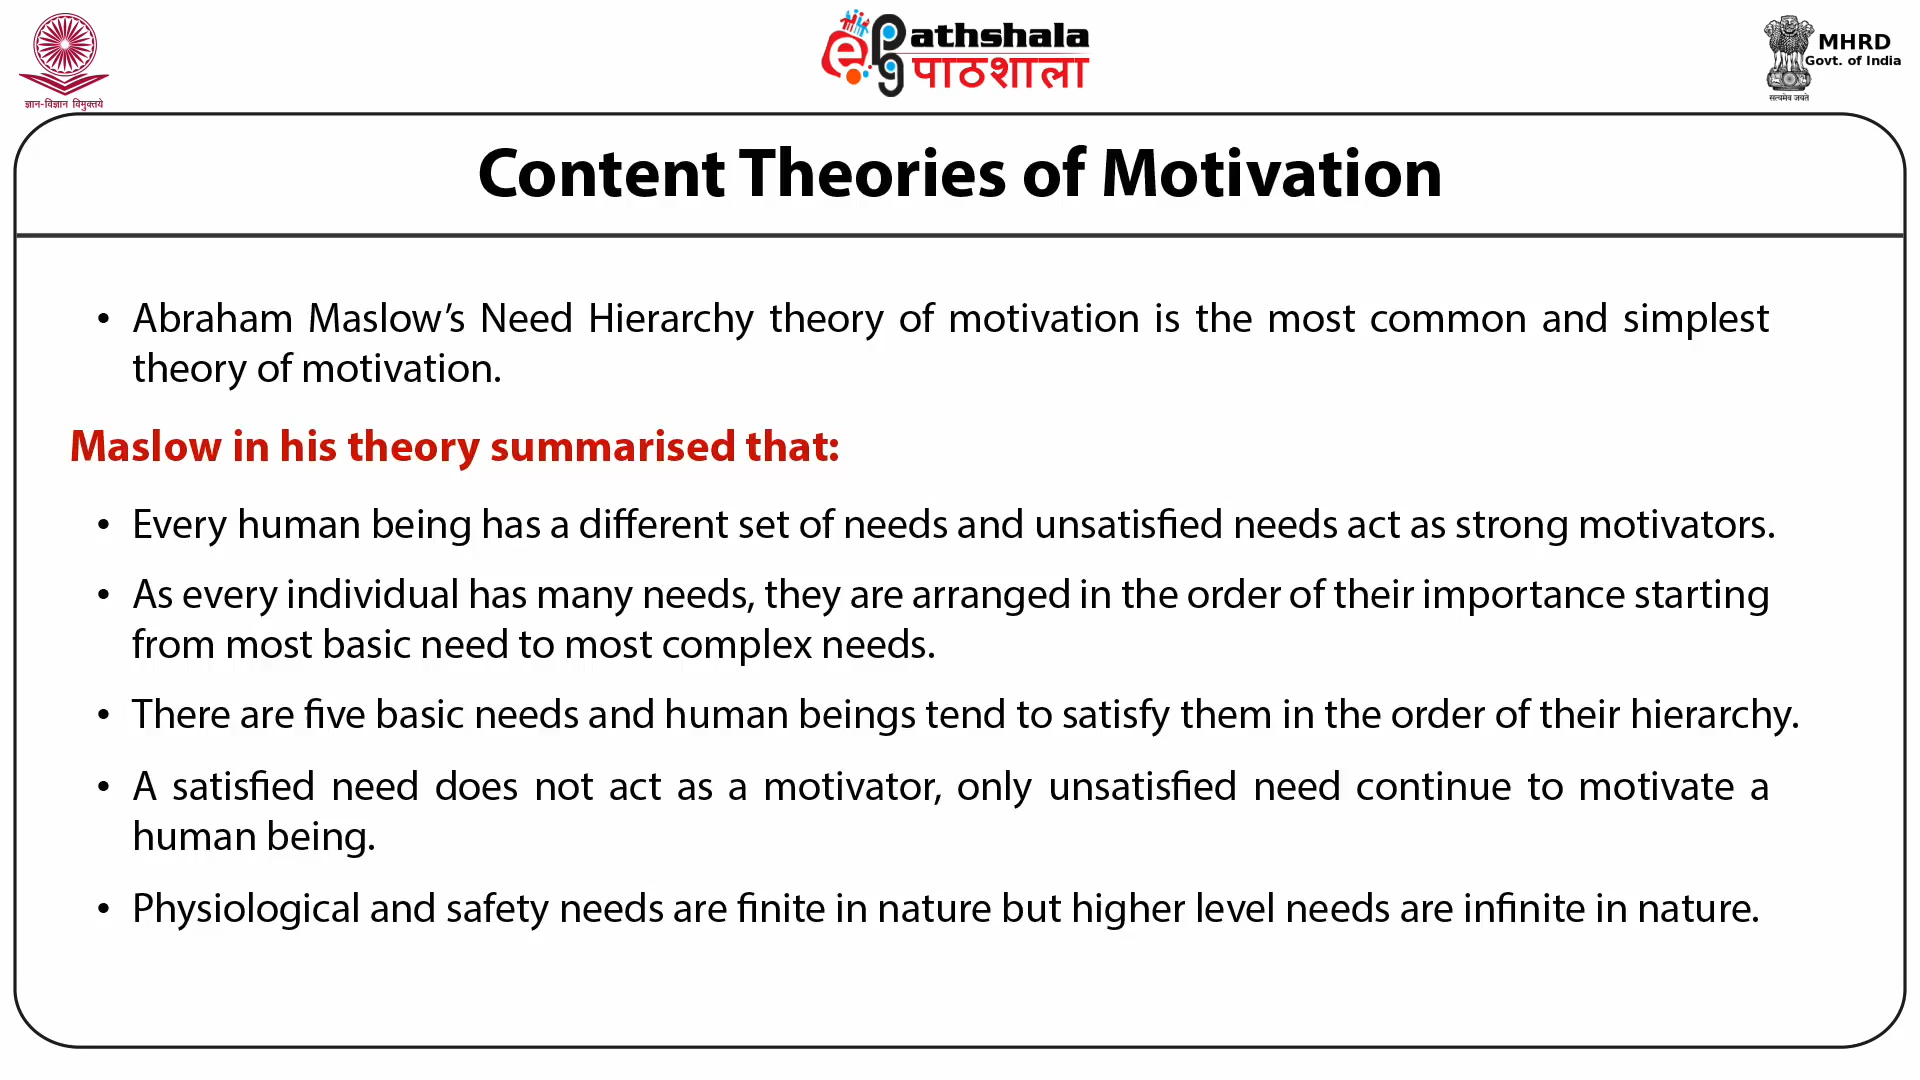 ज्ञान-विज्ञान विमुक्तये
ePg athshala
पाठशाला
MHRD
Govt. of India
सत्यमेव जयते
Content Theories of Motivation
• Abraham Maslow’s Need Hierarchy theory of motivation is the most common and simplest
theory of motivation.
Maslow in his theory summarised that:
• Every human being has a different set of needs and unsatisfied needs act as strong motivators.
• As every individual has many needs, they are arranged in the order of their importance starting
from most basic need to most complex needs.
• There are five basic needs and human beings tend to satisfy them in the order of their hierarchy.
• A satisfied need does not act as a motivator, only unsatisfied need continue to motivate a
human being.
• Physiological and safety needs are finite in nature but higher level needs are infinite in nature.